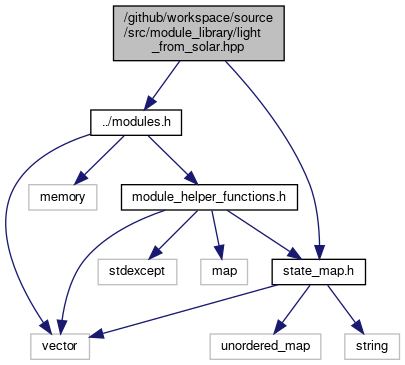 /github/workspace/source
/src/module_library/light
_from_solar.hpp
../modules.h
memory
module_helper_functions.h
stdexcept
map
state_map.h
vector
unordered_map
string